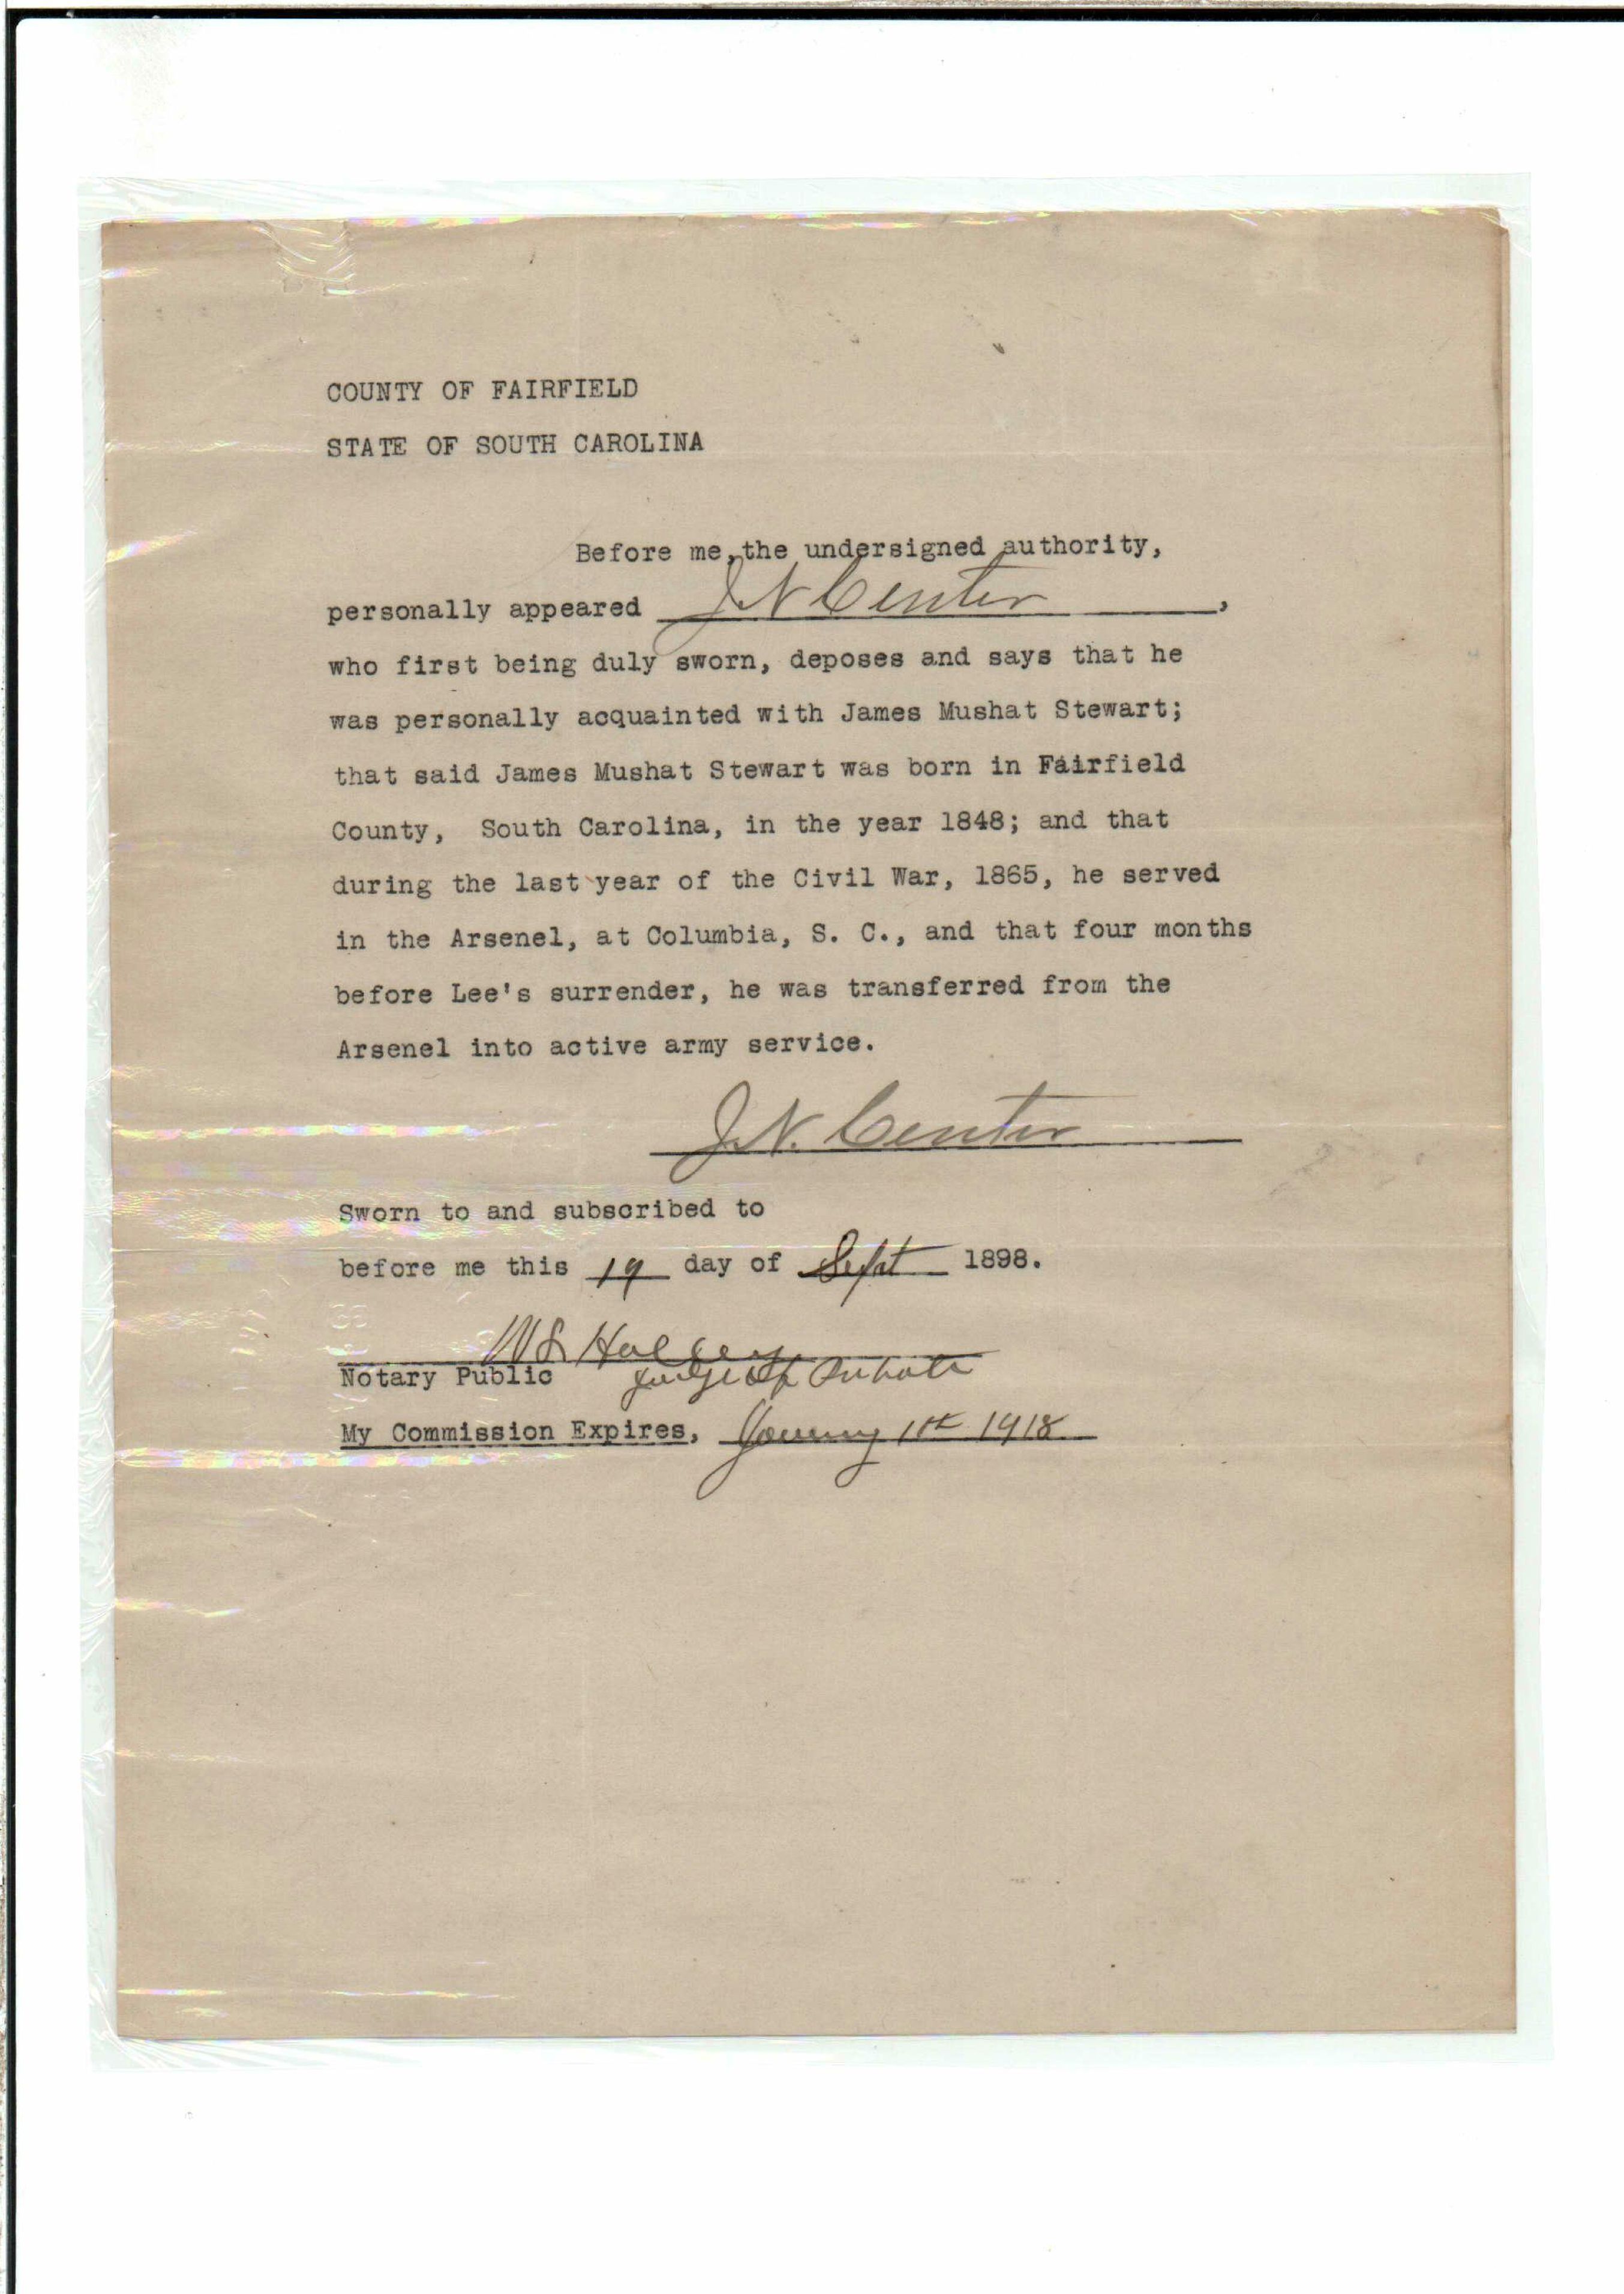 COUNTY OF FAIRFIELD
STATE OF SOUTH CAROLINA
Before me, the undersigned authority,
personally appeared J N Center ,
who first being duly sworn, deposes and says that he
was personally acquainted with James Mushat Stewart;
that said James Mushat Stewart was born in Fairfield
County, South Carolina, in the year 1848; and that
during the last year of the Civil War, 1865, he served
in the Arsenel, at Columbia, S. C., and that four months
before Lee's surrender, he was transferred from the
Arsenel into active army service.
J. N. Center
Sworn to and subscribed to
before me this 19 day of Sept 1898.
W
Notary Public Judge of Probate
My Commission Expires, January 1918